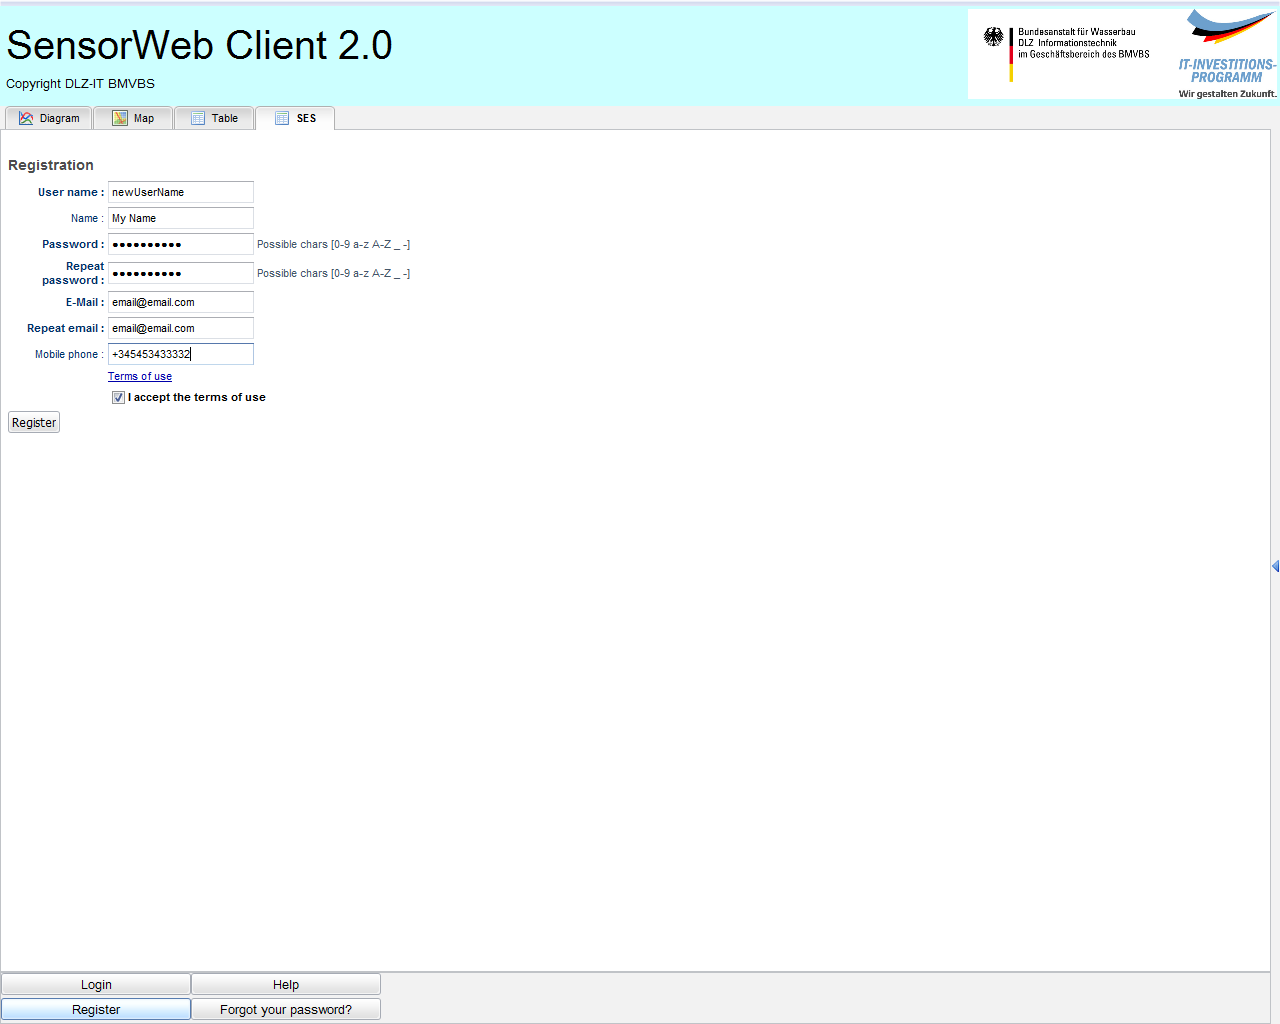 SensorWeb Client 2.0
Copyright DLZ-IT BMVBS
Bundesanstalt für Wasserbau
DLZ Informationstechnik
im Geschäftsbereich des BMVBS
IT-INVESTITIONS-
PROGRAMM
Wir gestalten Zukunft.
Diagram
Map
Table
SES
Registration
User name : newUserName
Name : My Name
Password : ●●●●●●●●●● Possible chars [0-9 a-z A-Z _ -]
Repeat
password : ●●●●●●●●●● Possible chars [0-9 a-z A-Z _ -]
E-Mail : email@email.com
Repeat email : email@email.com
Mobile phone : +345453433332
Terms of use
I accept the terms of use
Register
Login
Help
Register
Forgot your password?